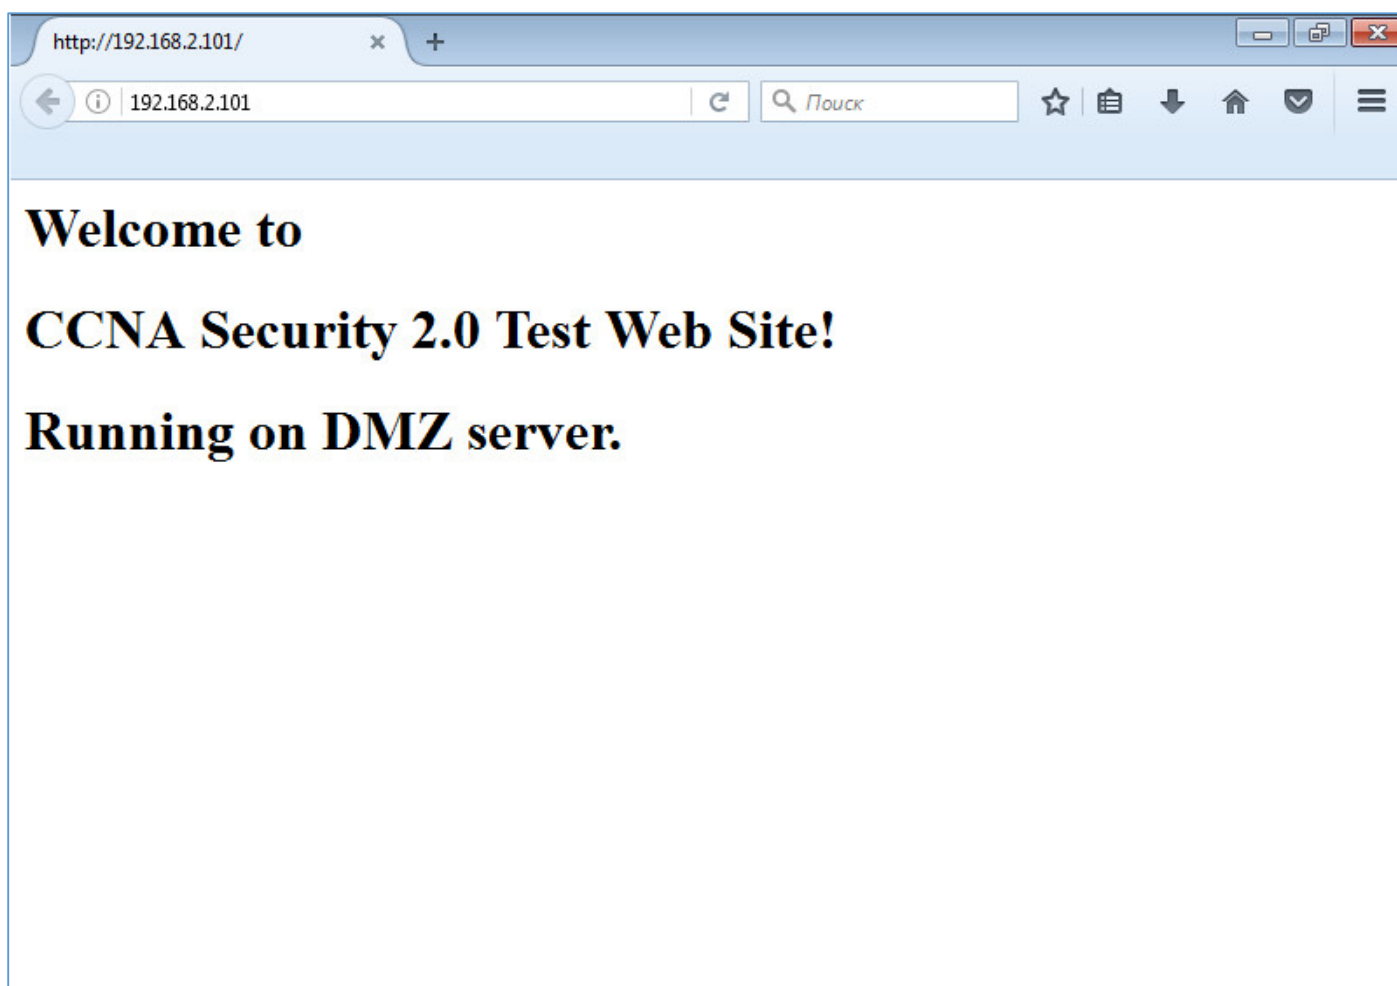 http://192.168.2.101/
192.168.2.101
Поиск
Welcome to
CCNA Security 2.0 Test Web Site!
Running on DMZ server.